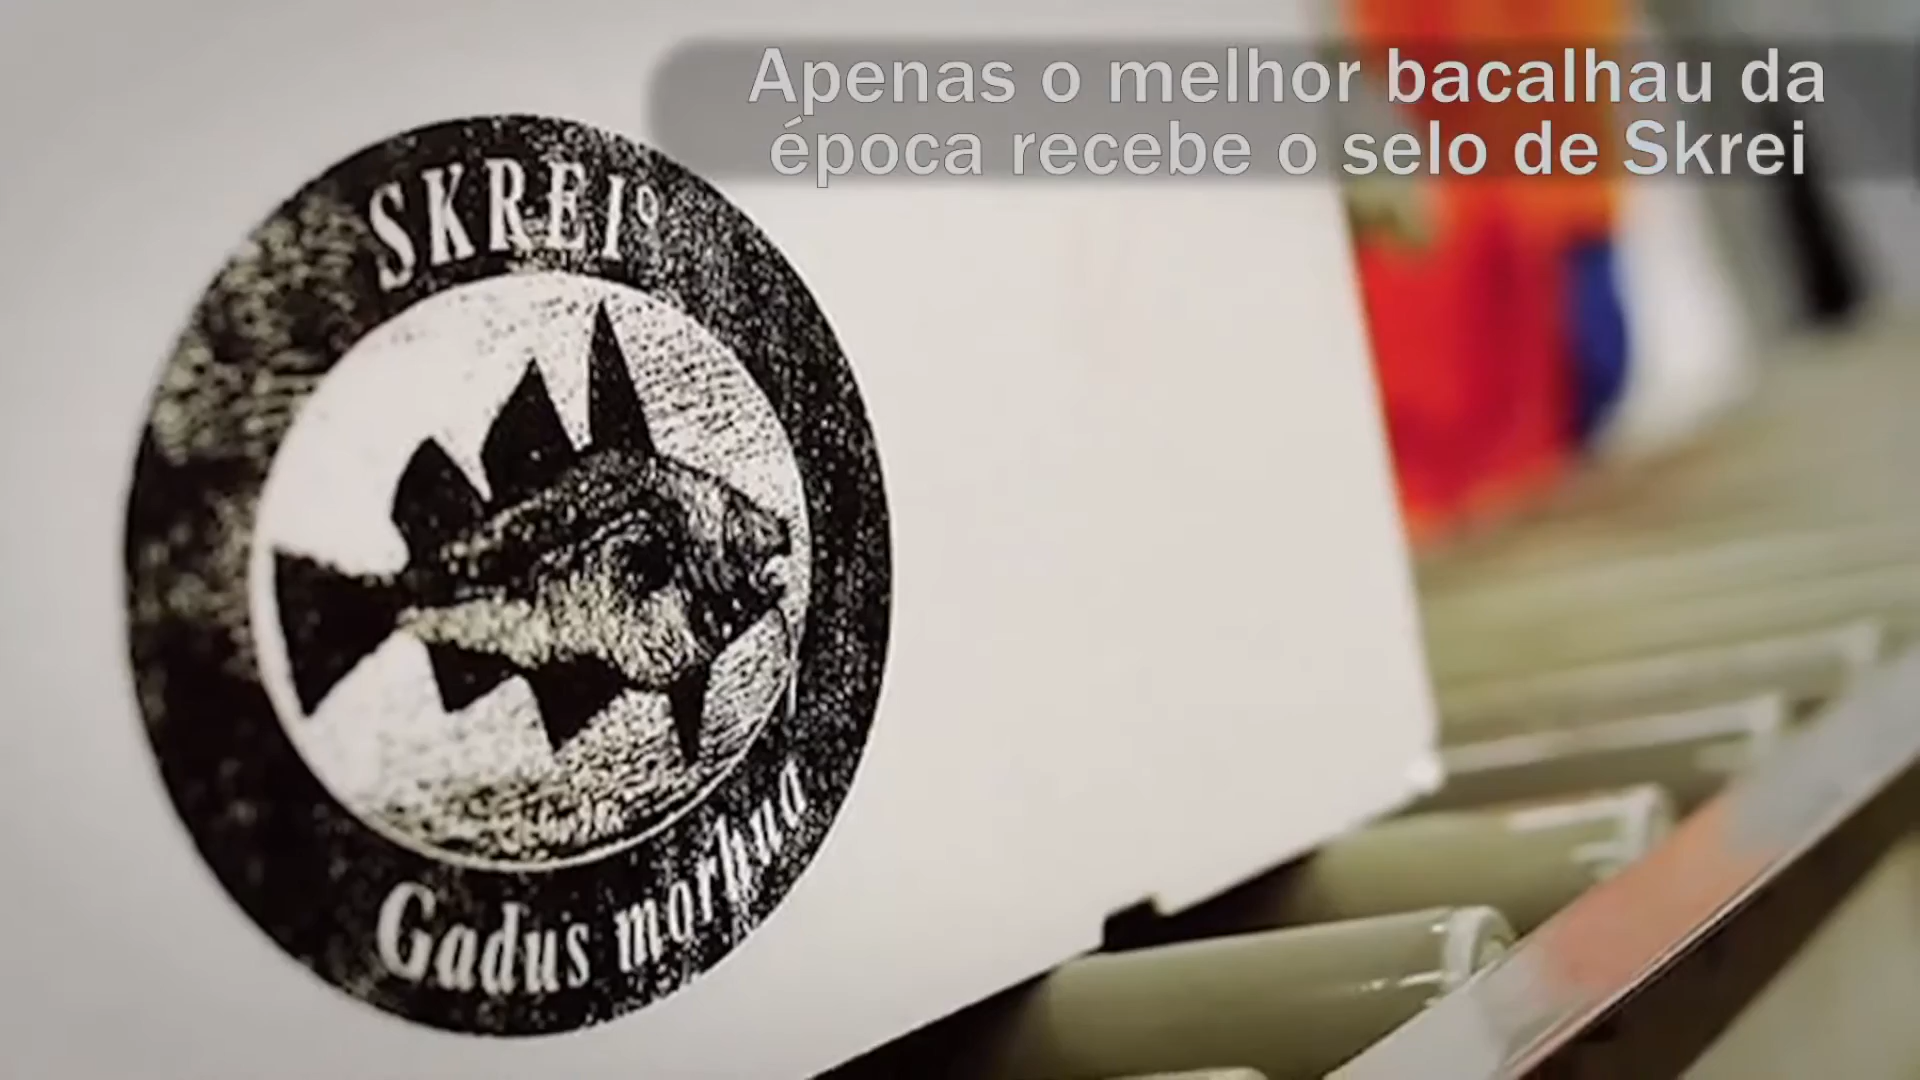 Apenas o melhor bacalhau da
época recebe o selo de Skrei
SKREI®
Gadus morhua